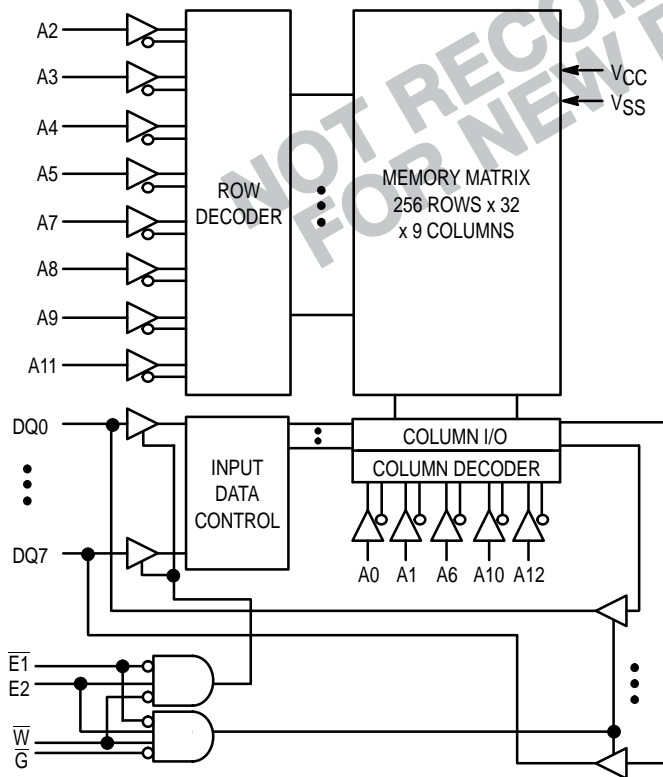 NOT RECOM
FOR NEW D
A2
A3
A4
A5
A7
A8
A9
A11
ROW
DECODER
MEMORY MATRIX
256 ROWS x 32
x 9 COLUMNS
VCC
VSS
DQ0
DQ7
INPUT
DATA
CONTROL
COLUMN I/O
COLUMN DECODER
A0 A1 A6 A10 A12
E1
E2
W
G